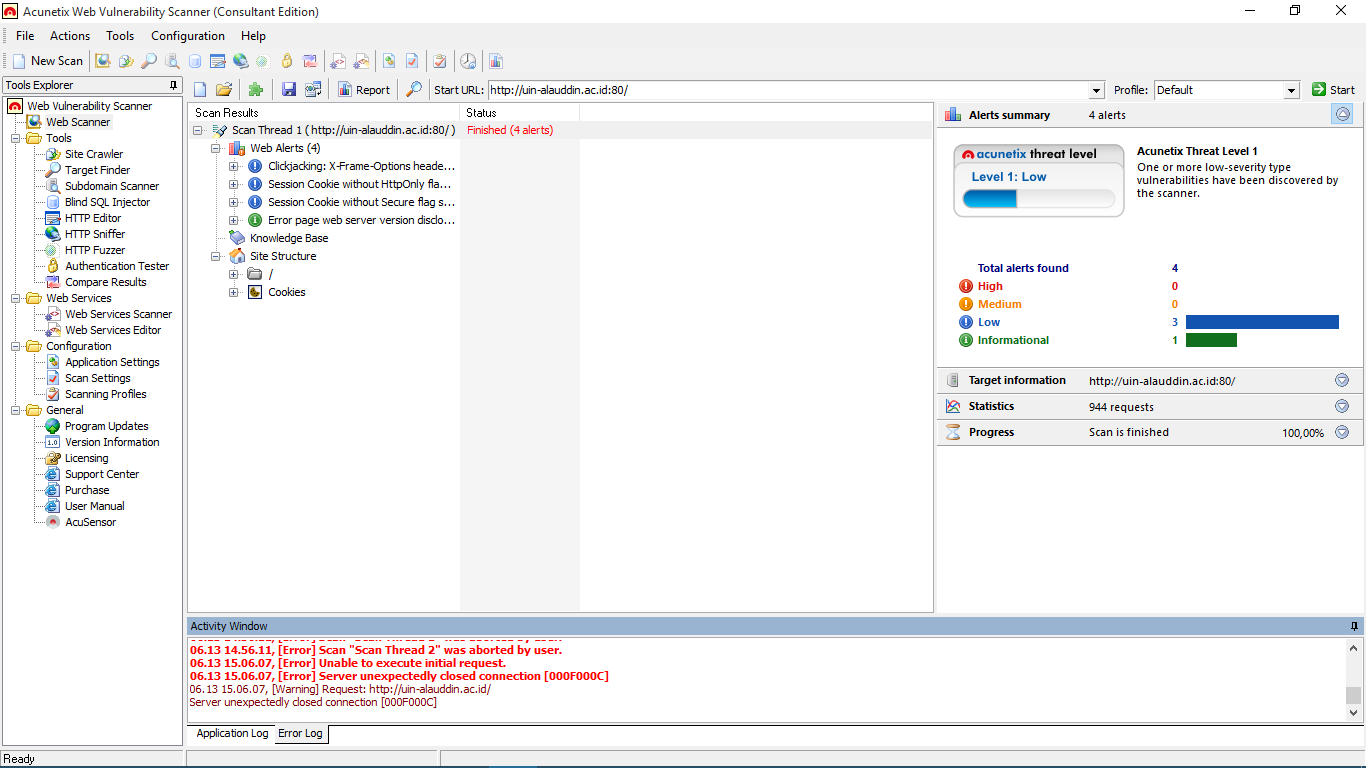 Acunetix Web Vulnerability Scanner (Consultant Edition)
File Actions Tools Configuration Help
New Scan
Tools Explorer
Web Vulnerability Scanner
Web Scanner
Tools
Site Crawler
Target Finder
Subdomain Scanner
Blind SQL Injector
HTTP Editor
HTTP Sniffer
HTTP Fuzzer
Authentication Tester
Compare Results
Web Services
Web Services Scanner
Web Services Editor
Configuration
Application Settings
Scan Settings
Scanning Profiles
General
Program Updates
Version Information
Licensing
Support Center
Purchase
User Manual
AcuSensor
Report Start URL: http://uin-alauddin.ac.id:80/ Profile: Default Start
Scan Results Status
Scan Thread 1 ( http://uin-alauddin.ac.id:80/ ) Finished (4 alerts)
Web Alerts (4)
Clickjacking: X-Frame-Options heade...
Session Cookie without HttpOnly fla...
Session Cookie without Secure flag s...
Error page web server version disclo...
Knowledge Base
Site Structure
/
Cookies
Alerts summary 4 alerts
acunetix threat level
Level 1: Low
Acunetix Threat Level 1
One or more low-severity type
vulnerabilities have been discovered by
the scanner.
Total alerts found 4
High 0
Medium 0
Low 3
Informational 1
Target information http://uin-alauddin.ac.id:80/
Statistics 944 requests
Progress Scan is finished 100,00%
Activity Window
06.13 14.56.11, [Error] Scan "Scan Thread 2" was aborted by user.
06.13 15.06.07, [Error] Unable to execute initial request.
06.13 15.06.07, [Error] Server unexpectedly closed connection [000F000C]
06.13 15.06.07, [Warning] Request: http://uin-alauddin.ac.id/
Server unexpectedly closed connection [000F000C]
Application Log Error Log
Ready